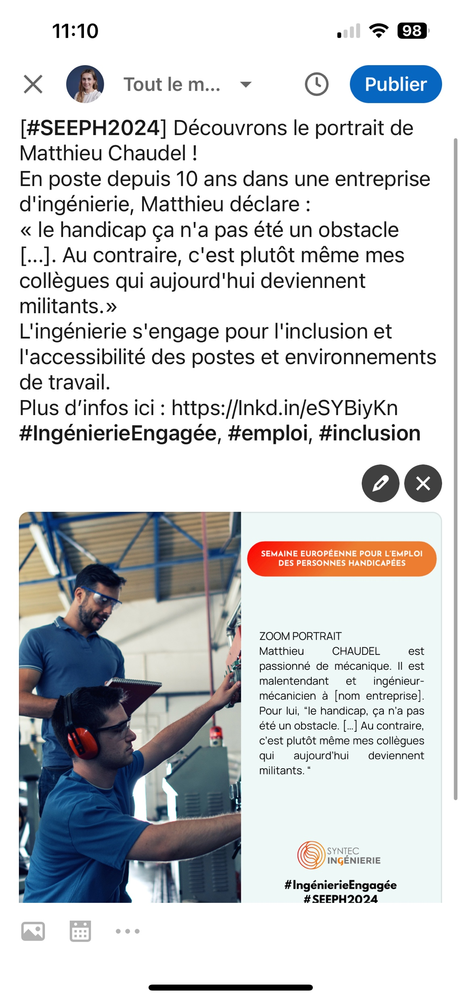 11:10
98
Tout le m...
Publier
[#SEEPH2024] Découvrons le portrait de
Matthieu Chaudel !
En poste depuis 10 ans dans une entreprise
d'ingénierie, Matthieu déclare :
« le handicap ça n'a pas été un obstacle
[...]. Au contraire, c'est plutôt même mes
collègues qui aujourd'hui deviennent
militants.»
L'ingénierie s'engage pour l'inclusion et
l'accessibilité des postes et environnements
de travail.
Plus d’infos ici : https://lnkd.in/eSYBiyKn
#IngénierieEngagée, #emploi, #inclusion
SEMAINE EUROPÉENNE POUR L'EMPLOI
DES PERSONNES HANDICAPÉES
ZOOM PORTRAIT
Matthieu CHAUDEL est
passionné de mécanique. Il est
malentendant et ingénieur-
mécanicien à [nom entreprise].
Pour lui, “le handicap, ça n’a pas
été un obstacle. [...] Au contraire,
c’est plutôt même mes collègues
qui aujourd’hui deviennent
militants. “
SYNTEC
INGÉNIERIE
#IngénierieEngagée
#SEEPH2024